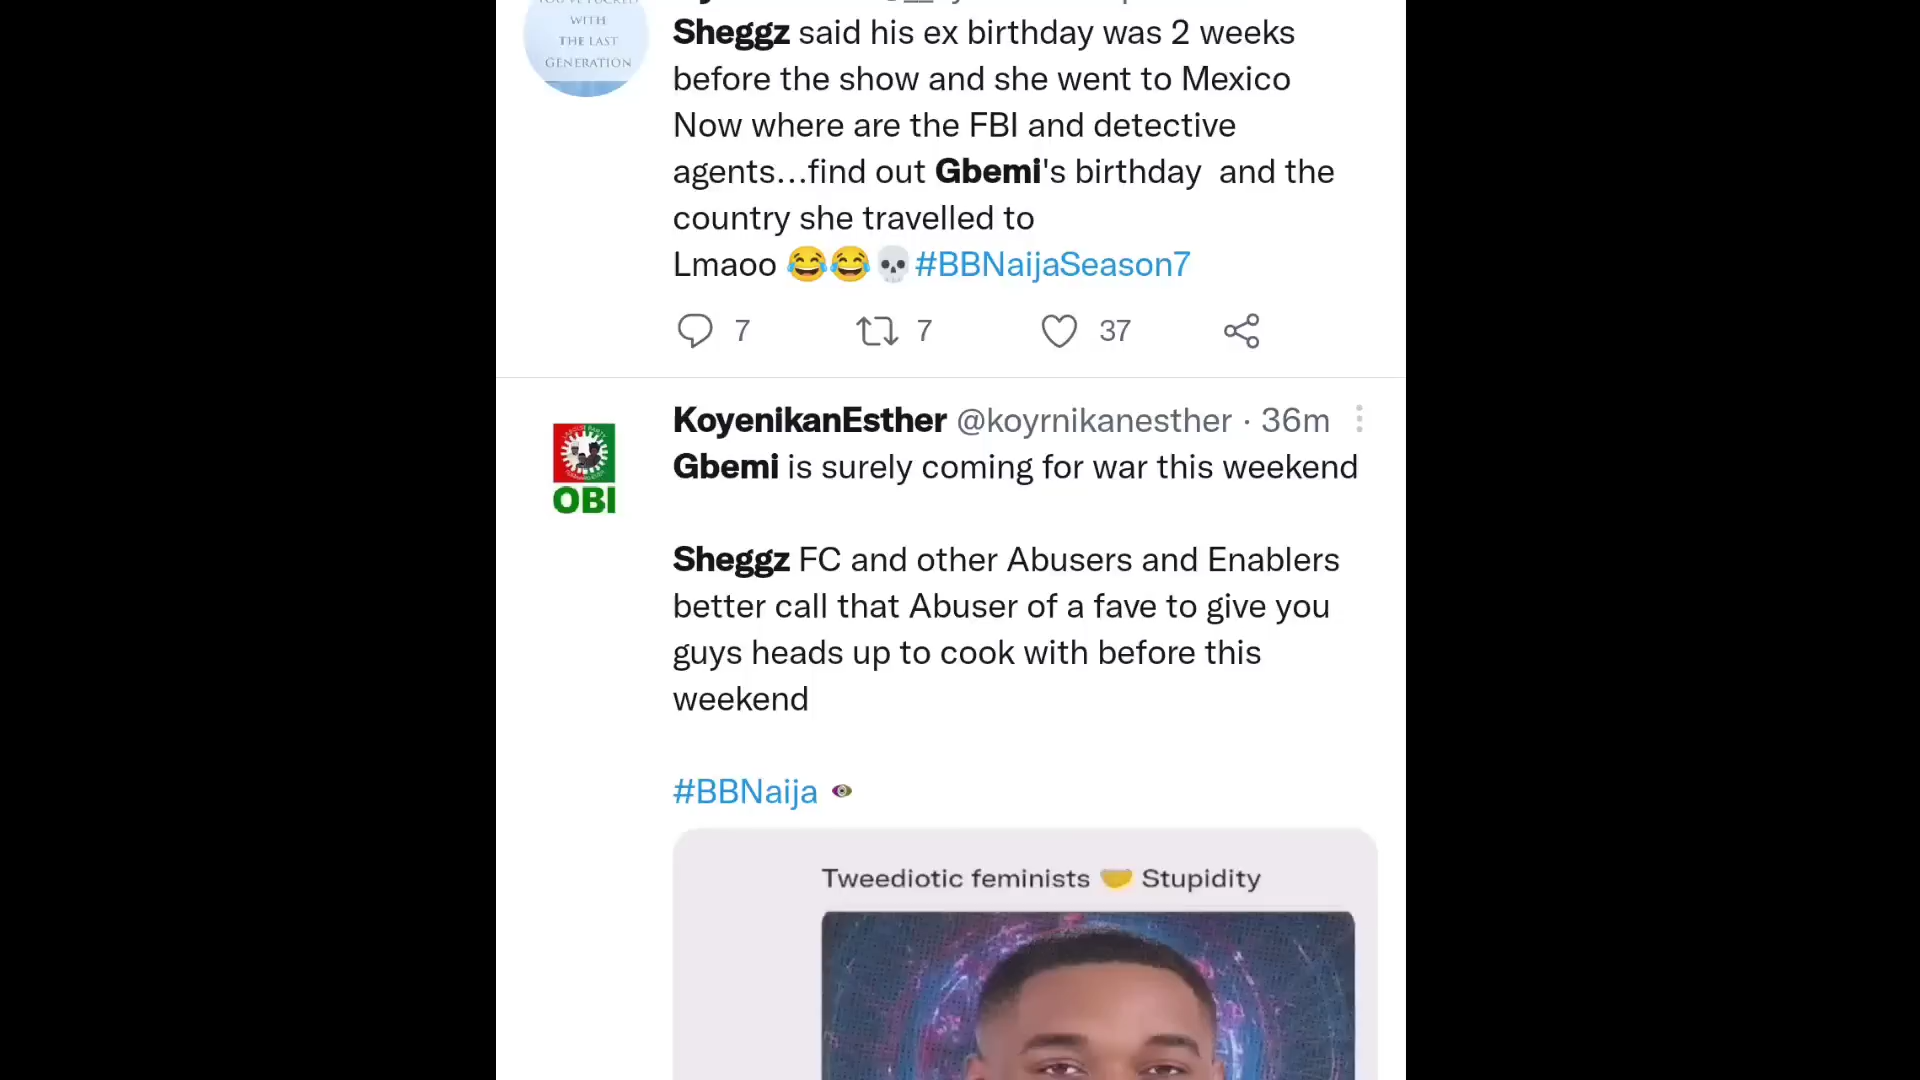 WITH
THE LAST
GENERATION
Sheggz said his ex birthday was 2 weeks
before the show and she went to Mexico
Now where are the FBI and detective
agents...find out Gbemi's birthday  and the
country she travelled to
Lmaoo 😂😂💀#BBNaijaSeason7
7 7 37
KoyenikanEsther @koyrnikanesther · 36m
Gbemi is surely coming for war this weekend
OBI
Sheggz FC and other Abusers and Enablers
better call that Abuser of a fave to give you
guys heads up to cook with before this
weekend
#BBNaija
Tweediotic feminists 🤝 Stupidity